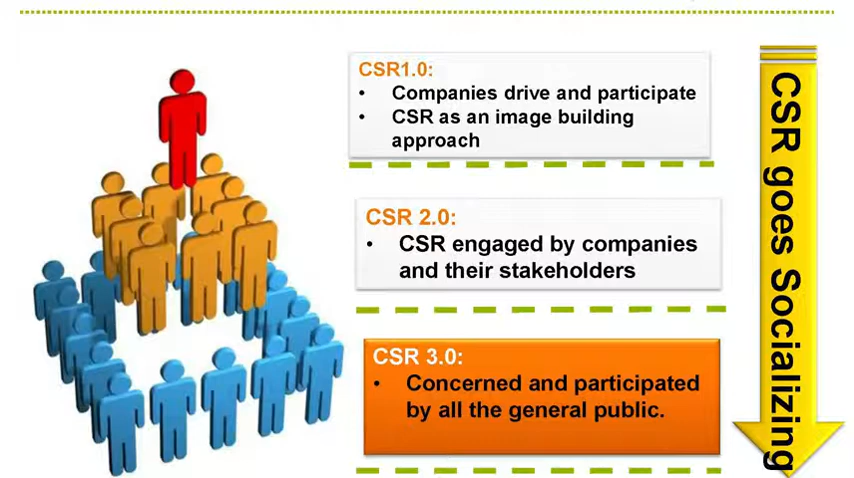 CSR1.0:
• Companies drive and participate
• CSR as an image building
approach
CSR 2.0:
• CSR engaged by companies
and their stakeholders
CSR 3.0:
• Concerned and participated
by all the general public.
CSR goes Socializing